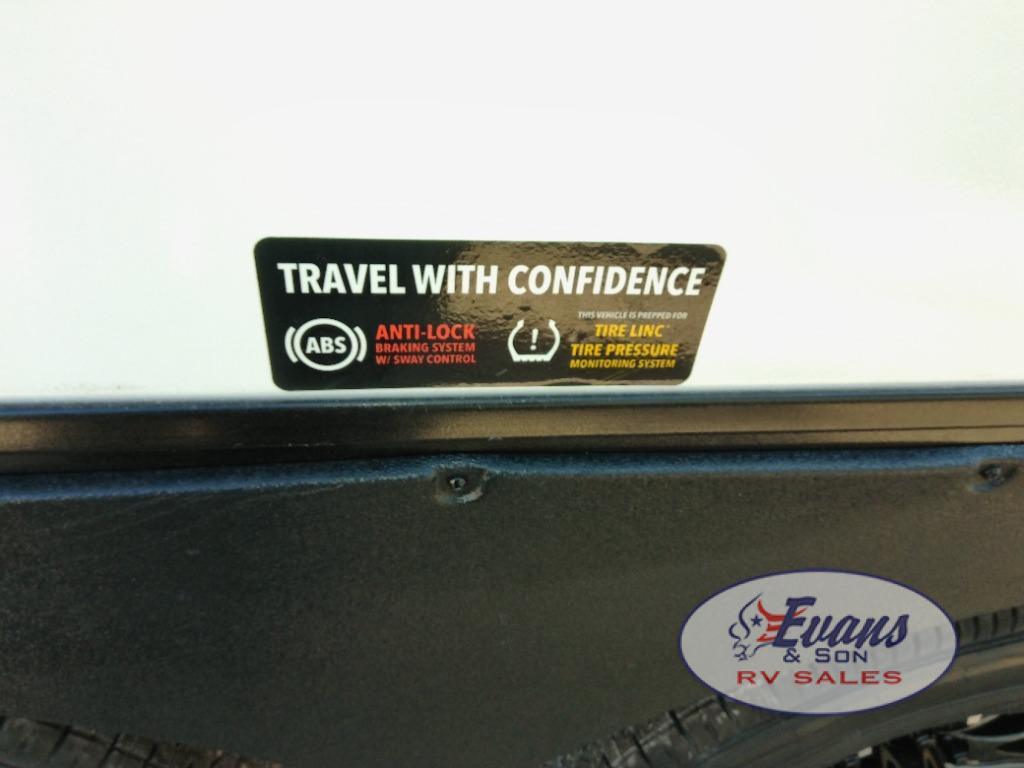 TRAVEL WITH CONFIDENCE
ABS
ANTI-LOCK
BRAKING SYSTEM
W/ SWAY CONTROL
THIS VEHICLE IS PREPPED FOR
TIRE LINC
TIRE PRESSURE
MONITORING SYSTEM
Evans
& SON
RV SALES